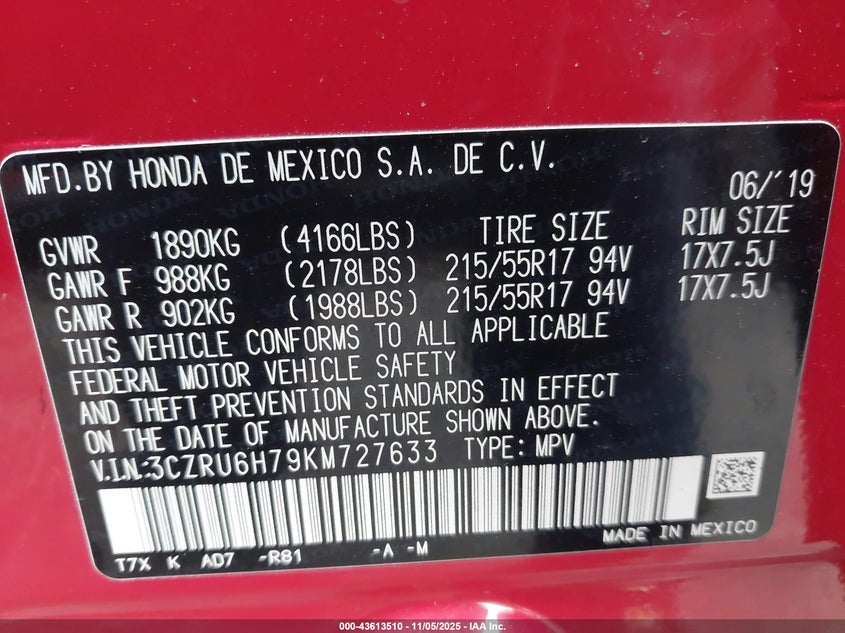 MFD.BY HONDA DE MEXICO S.A. DE C.V.
06/'19
GVWR 1890KG (4166LBS) TIRE SIZE RIM SIZE
GAWR F 988KG (2178LBS) 215/55R17 94V 17X7.5J
GAWR R 902KG (1988LBS) 215/55R17 94V 17X7.5J
THIS VEHICLE CONFORMS TO ALL APPLICABLE
FEDERAL MOTOR VEHICLE SAFETY
AND THEFT PREVENTION STANDARDS IN EFFECT
ON THE DATE OF MANUFACTURE SHOWN ABOVE.
V.I.N:3CZRU6H79KM727633 TYPE: MPV
MADE IN MEXICO
T7X K AD7 -R81 -A -M
000-43613510 - 11/05/2025 - IAA Inc.